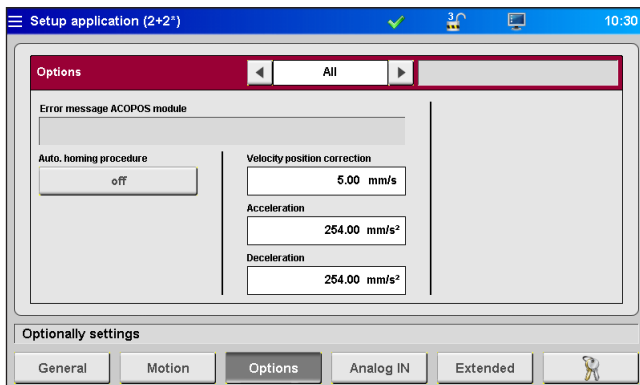 Setup application (2+2*)
3
10:30
Options
All
Error message ACOPOS module
Auto. homing procedure
off
Velocity position correction
5.00 mm/s
Acceleration
254.00 mm/s²
Deceleration
254.00 mm/s²
Optionally settings
General
Motion
Options
Analog IN
Extended